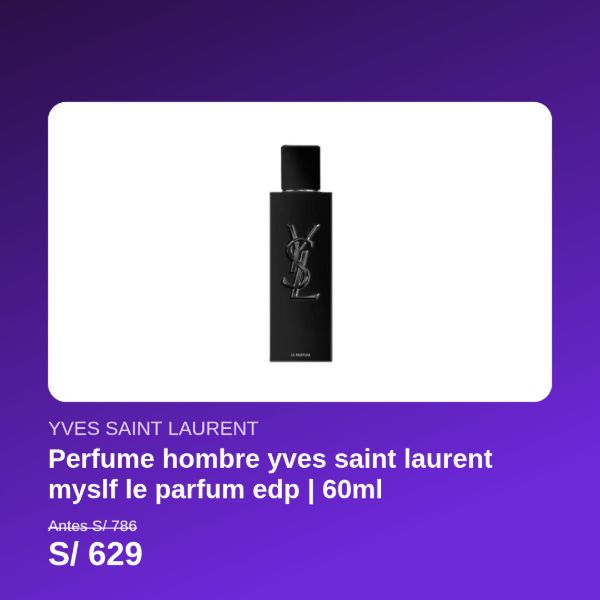 YSL
LE PARFUM
YVES SAINT LAURENT
Perfume hombre yves saint laurent
myslf le parfum edp | 60ml
Antes S/ 786
S/ 629